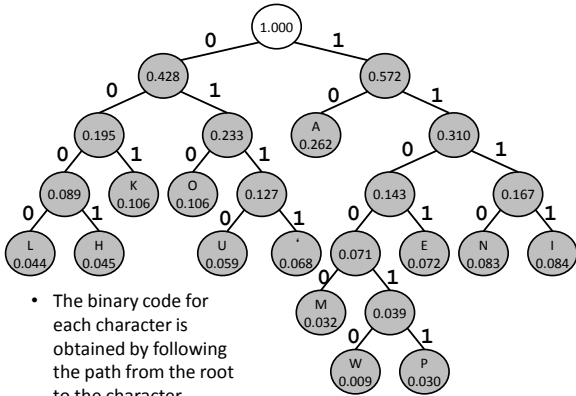 1.000
0 1
0.428 0.572
0 1 0 1
0.195 0.233 A 0.262 0.310
0 1 0 1 0 1
0.089 K 0.106 O 0.106 0.127 0.143 0.167
0 1 0 1 0 1 0 1
L 0.044 H 0.045 U 0.059 ‘ 0.068 0.071 E 0.072 N 0.083 I 0.084
0 1
M 0.032 0.039
0 1
W 0.009 P 0.030
• The binary code for
each character is
obtained by following
the path from the root
to the character